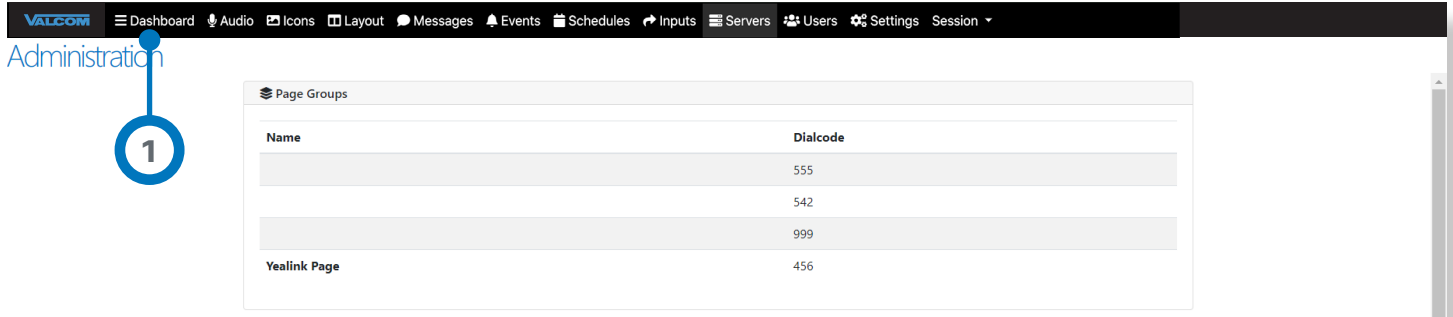 VALCOM Dashboard Audio Icons Layout Messages Events Schedules Inputs Servers Users Settings Session
Administration
Page Groups
1
Name Dialcode
555
542
999
Yealink Page 456